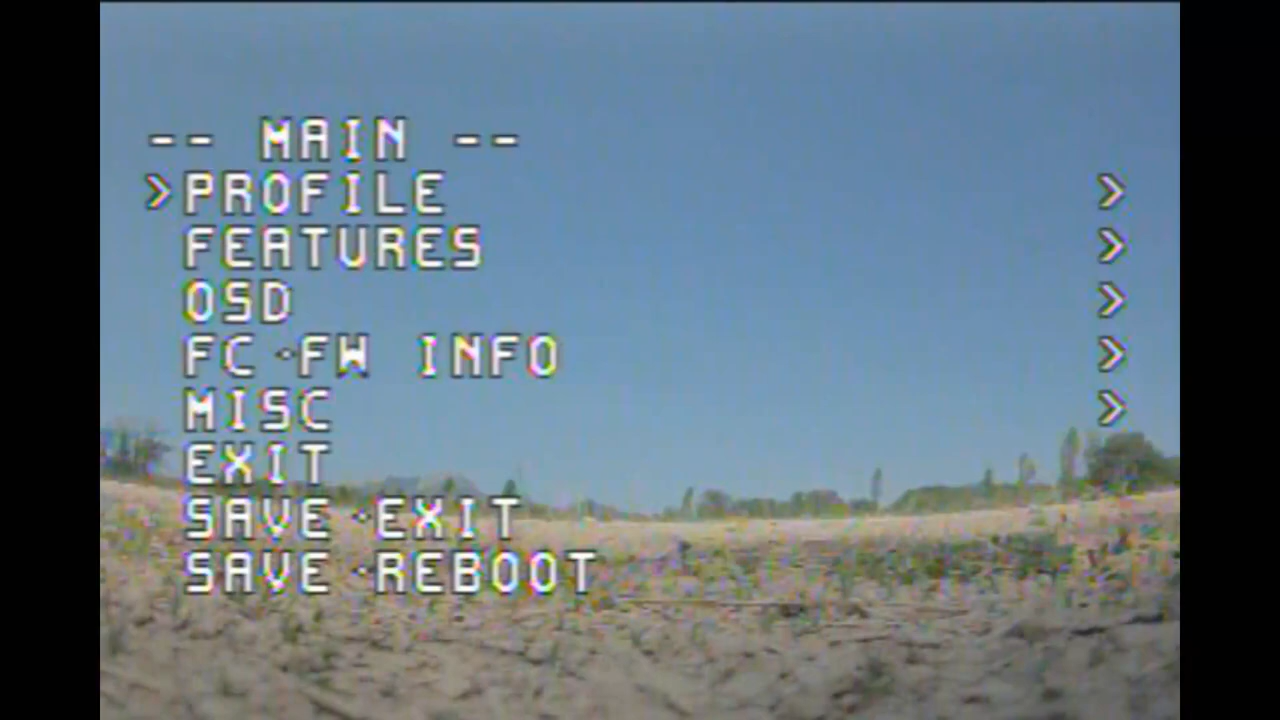 -- MAIN --
>PROFILE >
FEATURES >
OSD >
FC·FW INFO >
MISC >
EXIT
SAVE·EXIT
SAVE·REBOOT